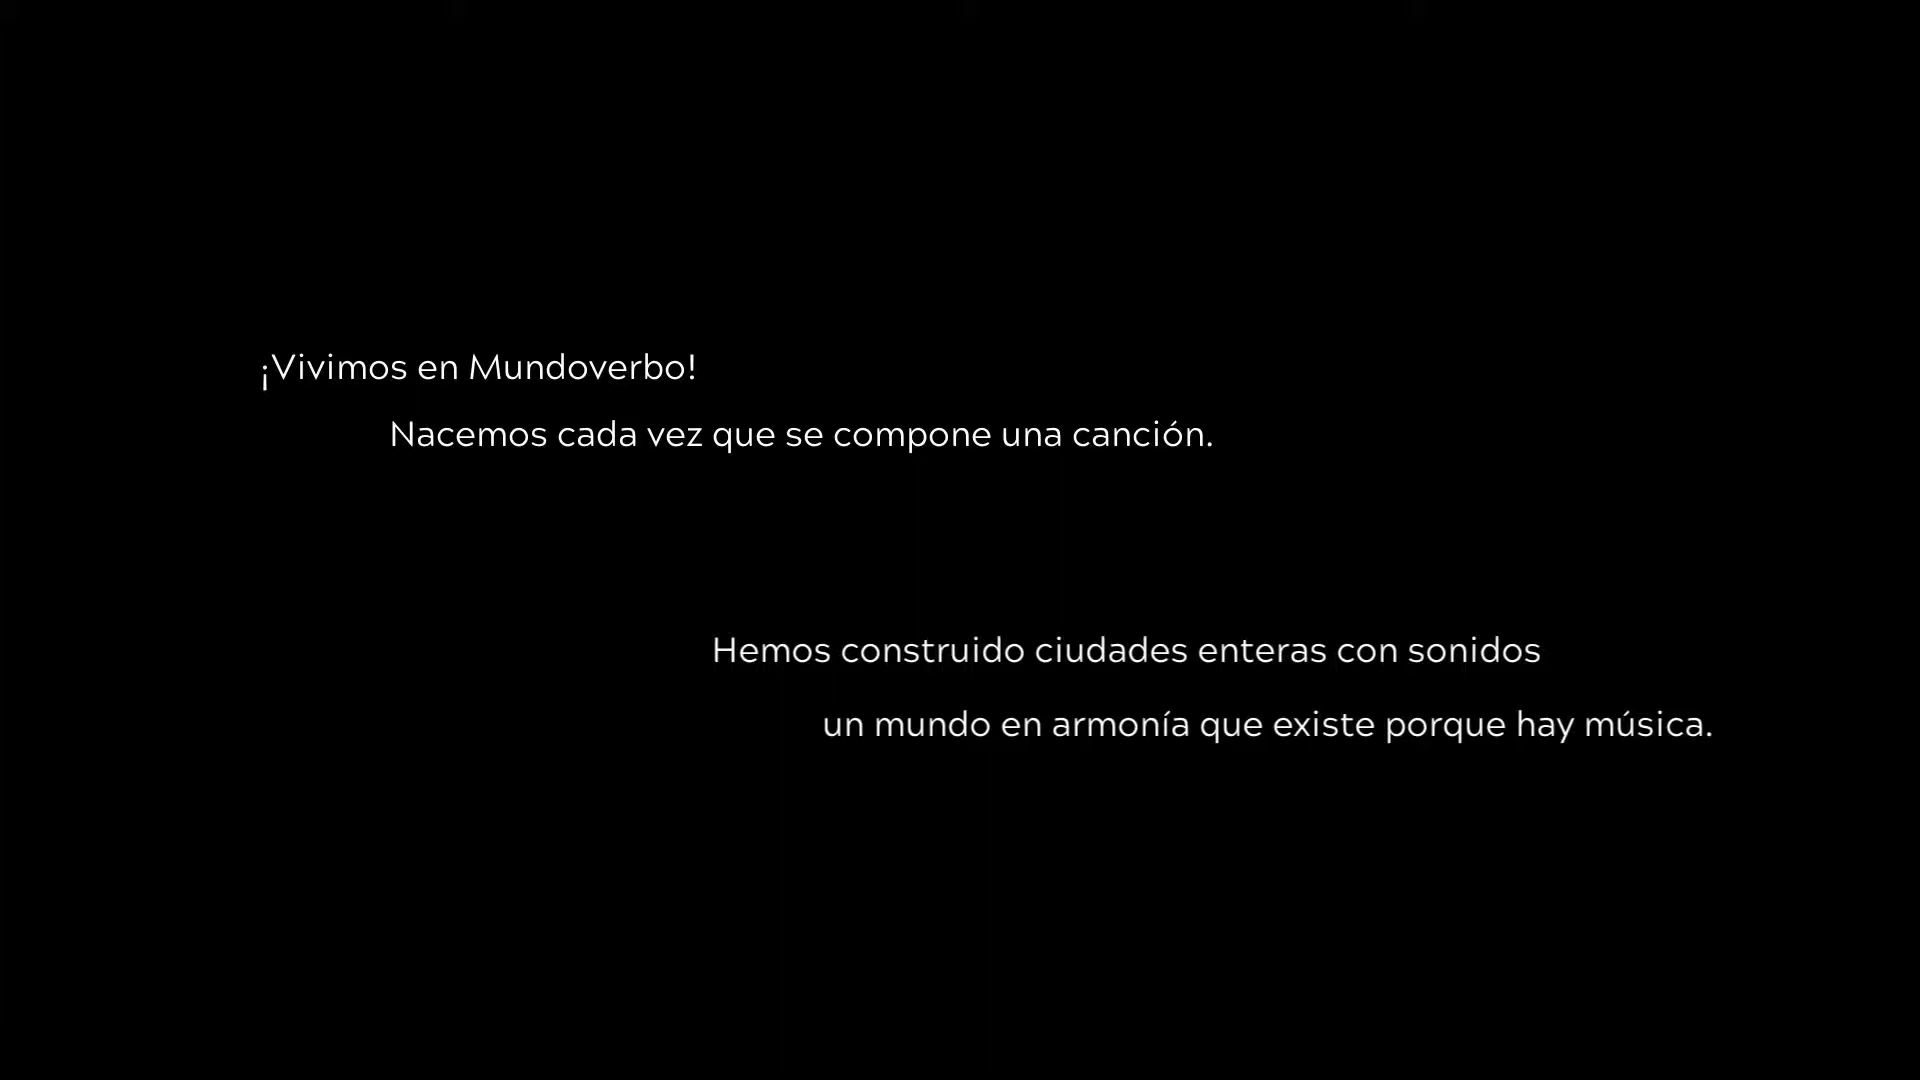 ¡Vivimos en Mundoverbo!
Nacemos cada vez que se compone una canción.
Hemos construido ciudades enteras con sonidos
un mundo en armonía que existe porque hay música.